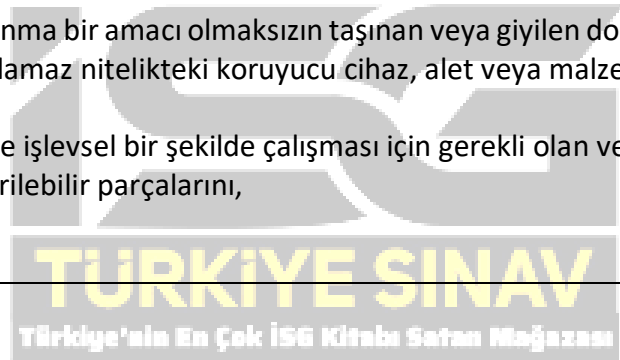 nma bir amacı olmaksızın taşınan veya giyilen do
lamaz nitelikteki koruyucu cihaz, alet veya malze
e işlevsel bir şekilde çalışması için gerekli olan ve
rilebilir parçalarını,
İSG
TÜRKİYE SINAV
Türkiye'nin En Çok İSG Kitabı Satan Mağazası